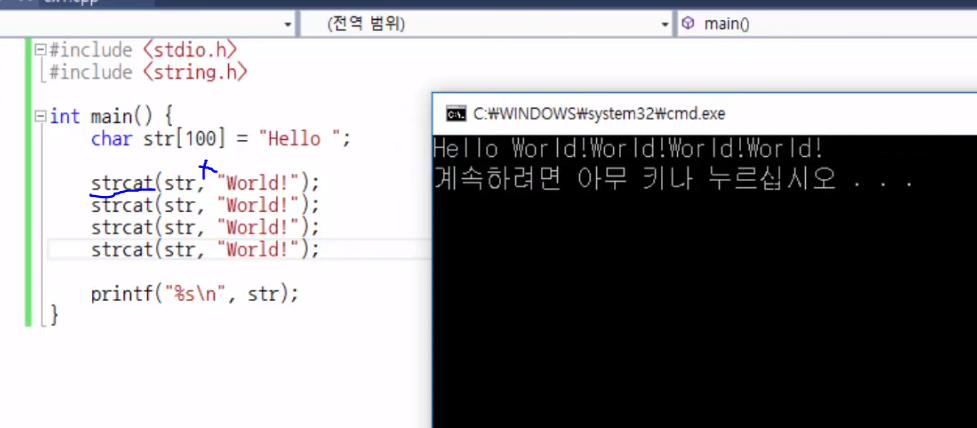 (전역 범위)
main()
#include <stdio.h>
#include <string.h>
int main() {
char str[100] = "Hello ";
strcat(str, "World!");
strcat(str, "World!");
strcat(str, "World!");
strcat(str, "World!");
printf("%s\n", str);
}
C:\WINDOWS\system32\cmd.exe
Hello World!World!World!World!
계속하려면 아무 키나 누르십시오 . . .